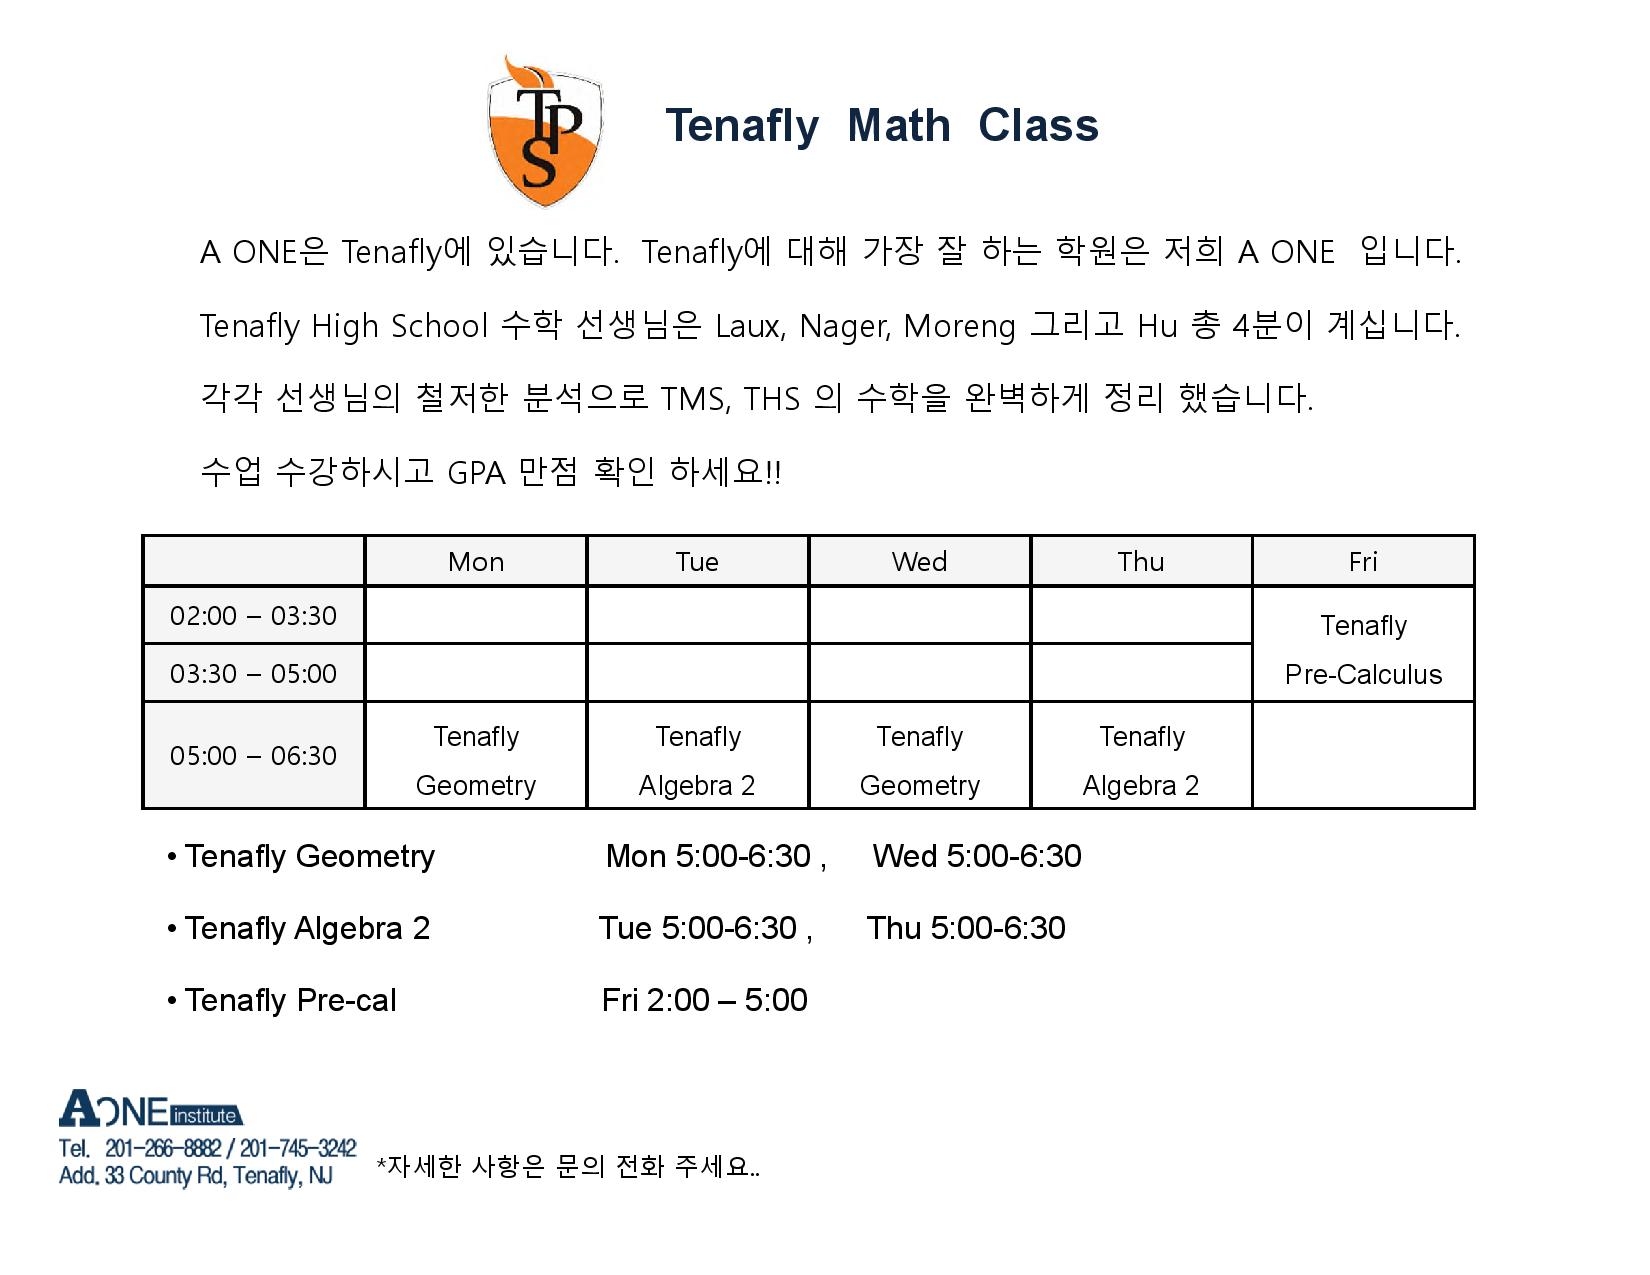 TPS
Tenafly Math Class
A ONE은 Tenafly에 있습니다. Tenafly에 대해 가장 잘 하는 학원은 저희 A ONE 입니다.
Tenafly High School 수학 선생님은 Laux, Nager, Moreng 그리고 Hu 총 4분이 계십니다.
각각 선생님의 철저한 분석으로 TMS, THS 의 수학을 완벽하게 정리 했습니다.
수업 수강하시고 GPA 만점 확인 하세요!!
Mon Tue Wed Thu Fri
02:00 – 03:30
03:30 – 05:00
Tenafly
Pre-Calculus
05:00 – 06:30
Tenafly
Geometry
Tenafly
Algebra 2
Tenafly
Geometry
Tenafly
Algebra 2
• Tenafly Geometry Mon 5:00-6:30 , Wed 5:00-6:30
• Tenafly Algebra 2 Tue 5:00-6:30 , Thu 5:00-6:30
• Tenafly Pre-cal Fri 2:00 – 5:00
AONE institute
Tel. 201-266-8882 / 201-745-3242
Add. 33 County Rd, Tenafly, NJ
*자세한 사항은 문의 전화 주세요..